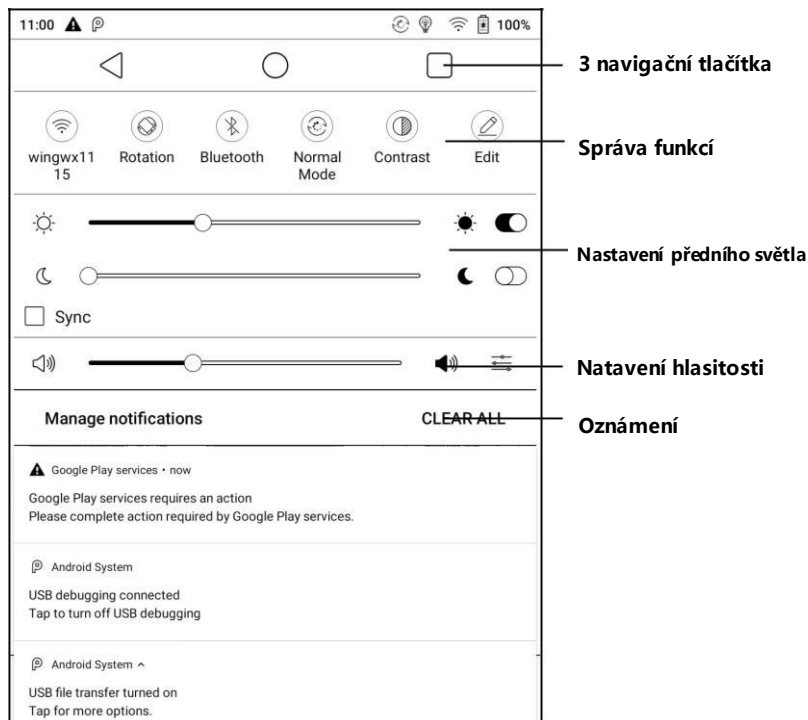 11:00 100%
3 navigační tlačítka
wingwx11
15
Rotation
Bluetooth
Normal
Mode
Contrast
Edit
Správa funkcí
Nastavení předního světla
Sync
Natavení hlasitosti
Manage notifications CLEAR ALL
Oznámení
Google Play services • now
Google Play services requires an action
Please complete action required by Google Play services.
Android System
USB debugging connected
Tap to turn off USB debugging
Android System
USB file transfer turned on
Tap for more options.